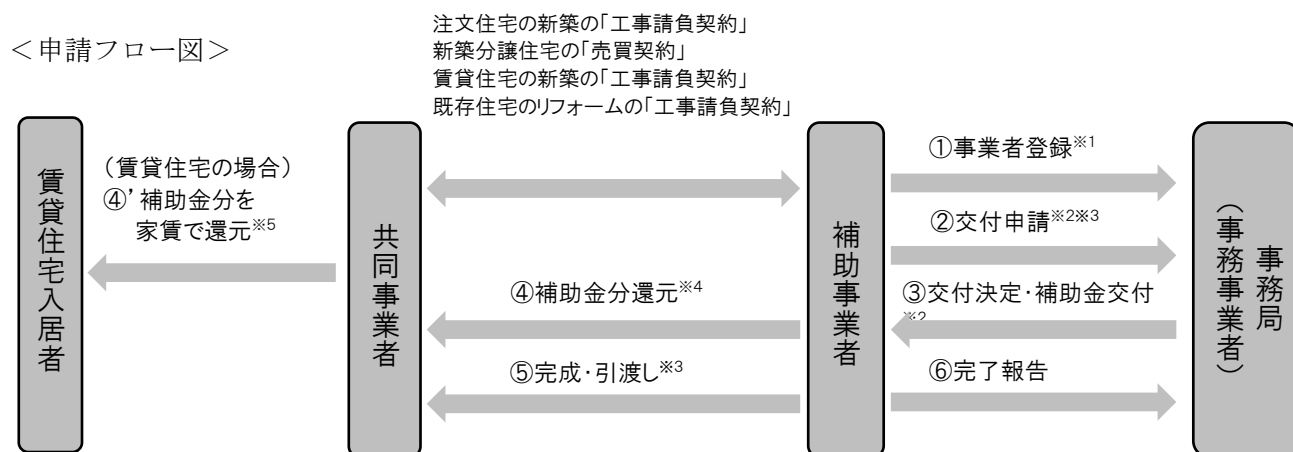 <申請フロー図>
注文住宅の新築の「工事請負契約」
新築分譲住宅の「売買契約」
賃貸住宅の新築の「工事請負契約」
既存住宅のリフォームの「工事請負契約」
賃貸住宅入居者
(賃貸住宅の場合)
④’補助金分を
家賃で還元※5
共同事業者
④補助金分還元※4
⑤完成・引渡し※3
補助事業者
①事業者登録※1
②交付申請※2※3
③交付決定・補助金交付
※2
⑥完了報告
事務局
(事務事業者)